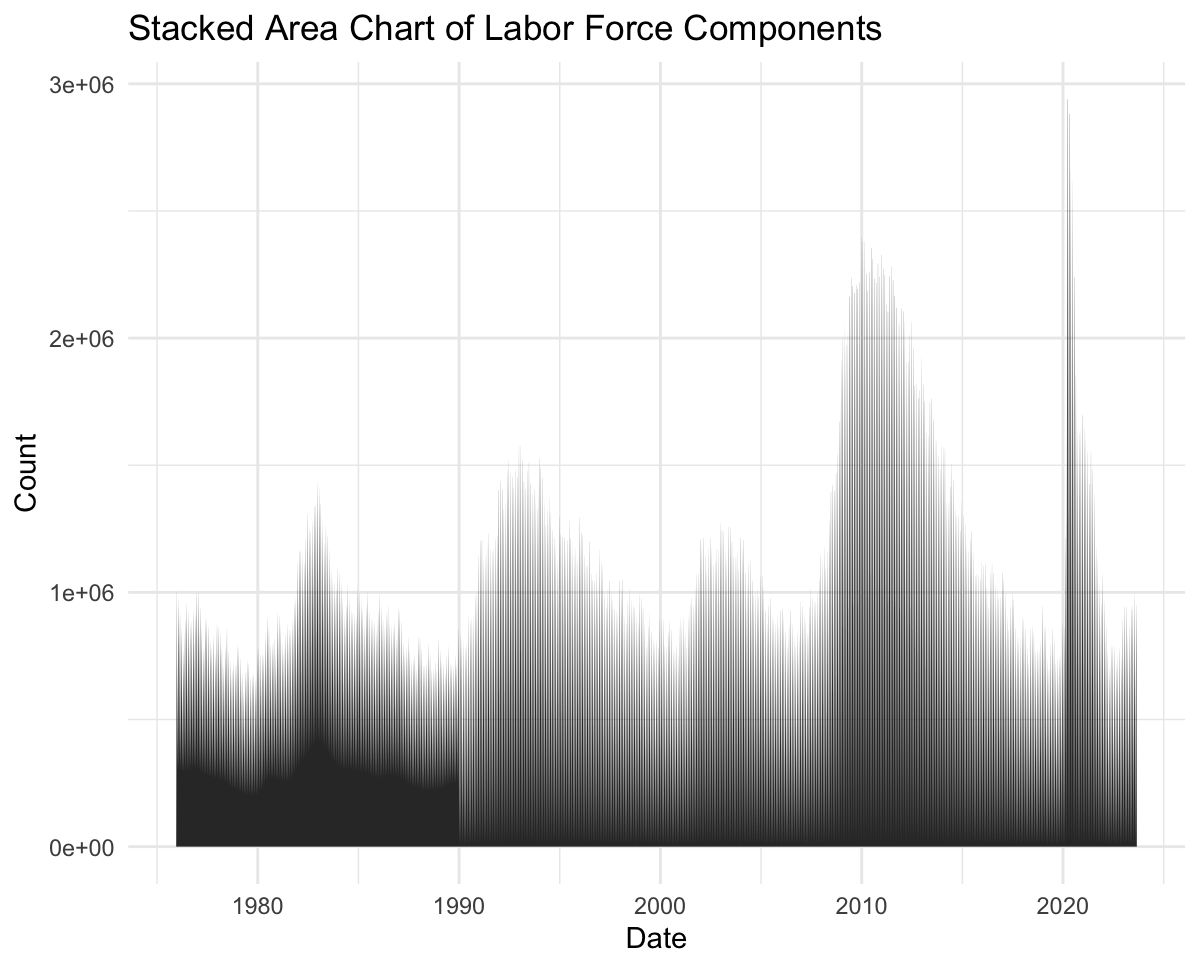 Stacked Area Chart of Labor Force Components
3e+06
2e+06
1e+06
0e+00
Count
1980 1990 2000 2010 2020
Date